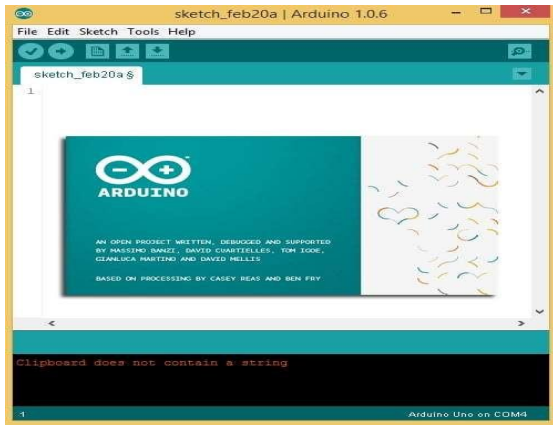 sketch_feb20a | Arduino 1.0.6
File Edit Sketch Tools Help
sketch_feb20a §
1
ARDUINO
AN OPEN PROJECT WRITTEN, DEBUGGED AND SUPPORTED
BY MASSIMO BANZI, DAVID CUARTIELLES, TOM IGOE,
GIANLUCA MARTINO AND DAVID MELLIS
BASED ON PROCESSING BY CASEY REAS AND BEN FRY
Clipboard does not contain a string
1
Arduino Uno on COM4